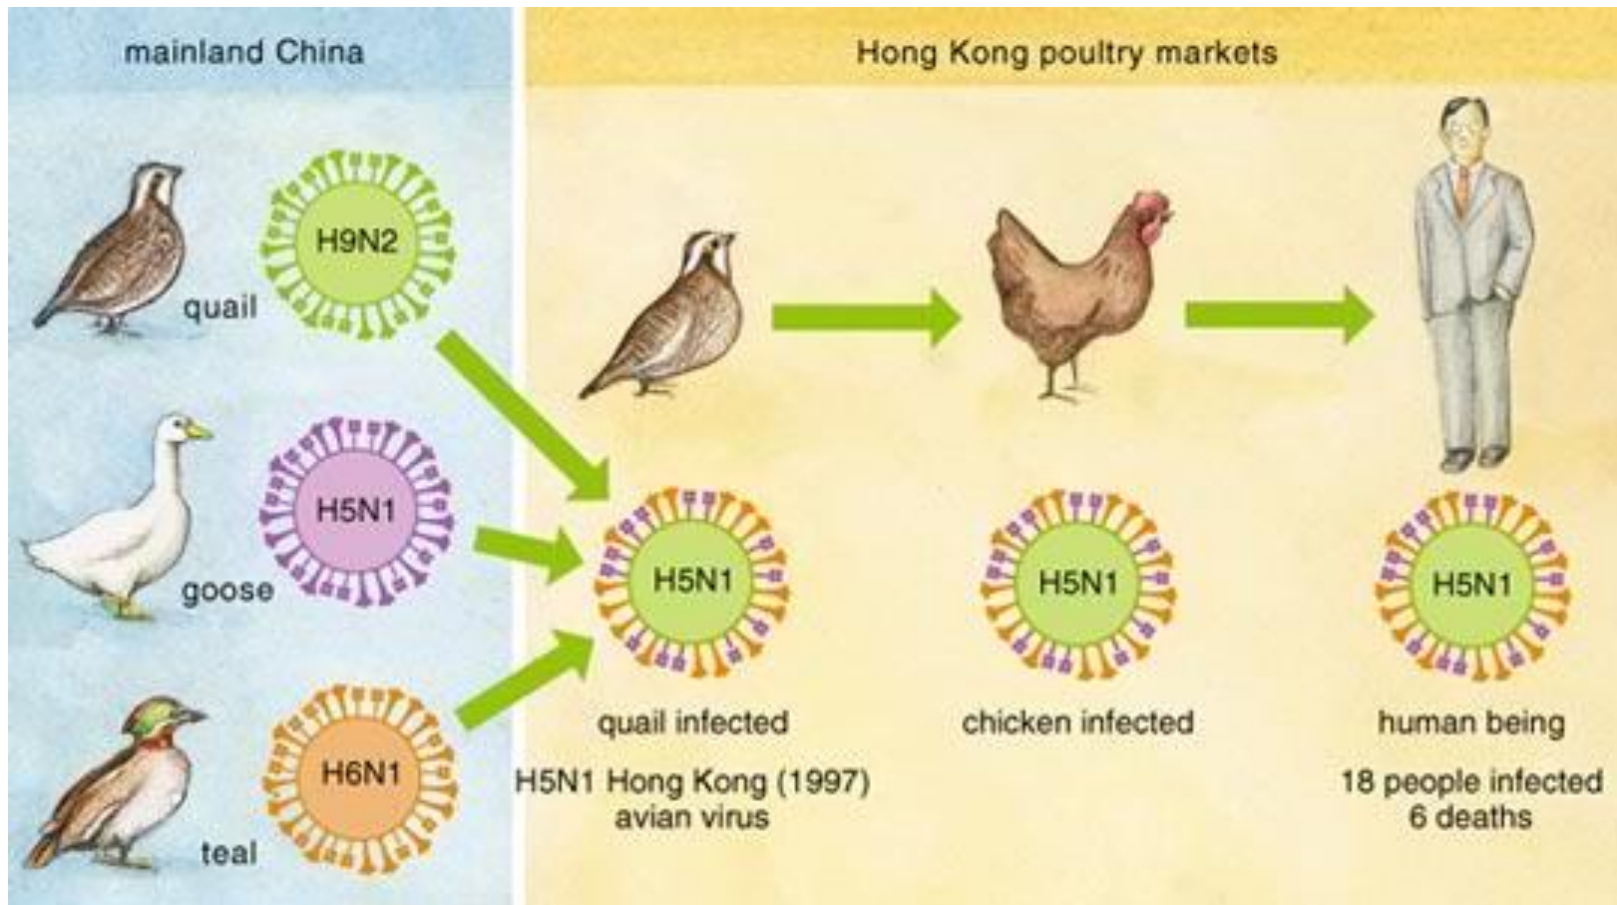 mainland China
Hong Kong poultry markets
H9N2
quail
H5N1
goose
H6N1
teal
H5N1
H5N1
H5N1
quail infected
chicken infected
human being
H5N1 Hong Kong (1997)
avian virus
18 people infected
6 deaths